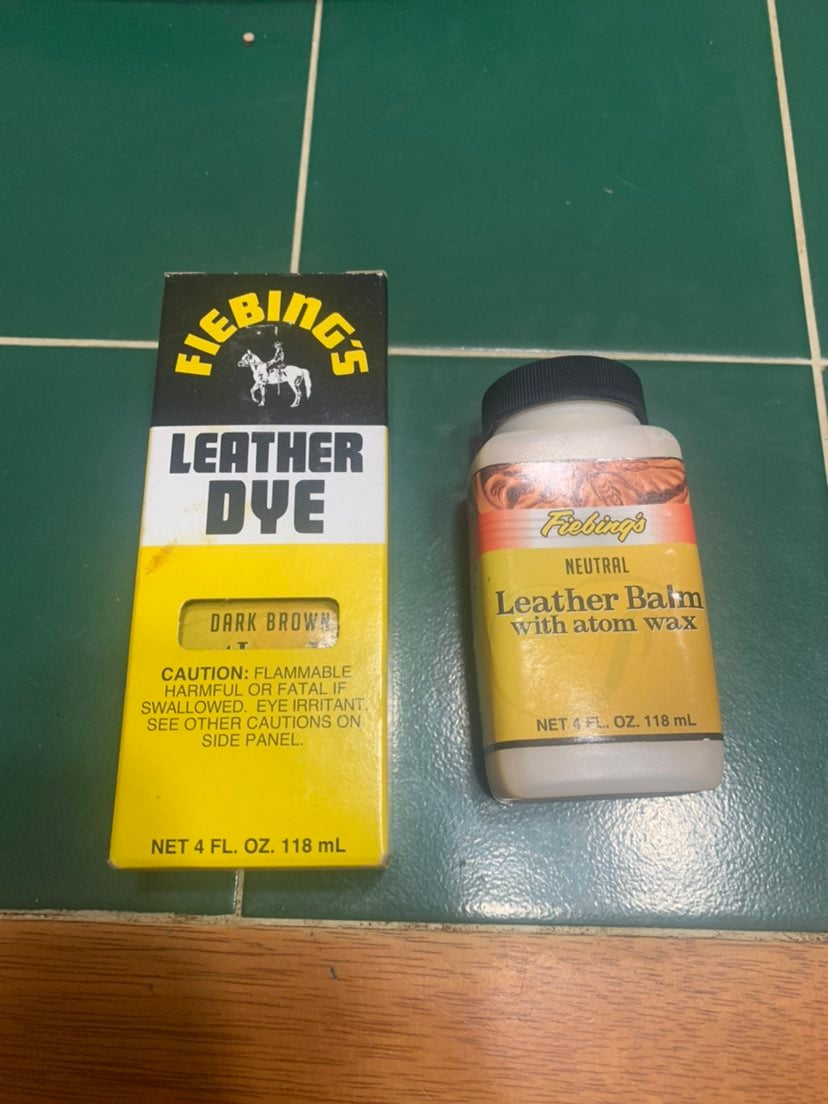 FIEBING'S
LEATHER
DYE
DARK BROWN
CAUTION: FLAMMABLE
HARMFUL OR FATAL IF
SWALLOWED. EYE IRRITANT.
SEE OTHER CAUTIONS ON
SIDE PANEL.
NET 4 FL. OZ. 118 mL
Fiebing's
NEUTRAL
Leather Balm
with atom wax
NET 4 FL. OZ. 118 mL